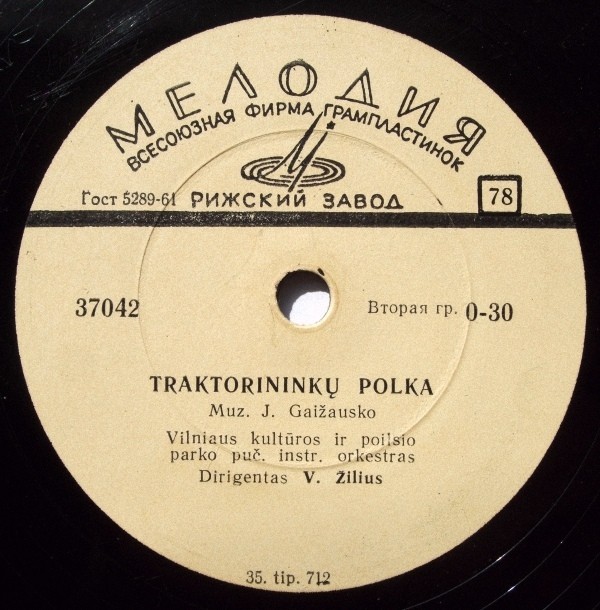 МЕЛОДИЯ
ВСЕСОЮЗНАЯ ФИРМА ГРАМПЛАСТИНОК
Гост 5289-61 РИЖСКИЙ ЗАВОД 78
37042 Вторая гр. 0-30
TRAKTORININKŲ POLKA
Muz. J. Gaižausko
Vilniaus kultūros ir poilsio
parko puč. instr. orkestras
Dirigentas V. Žilius
35. tip. 712